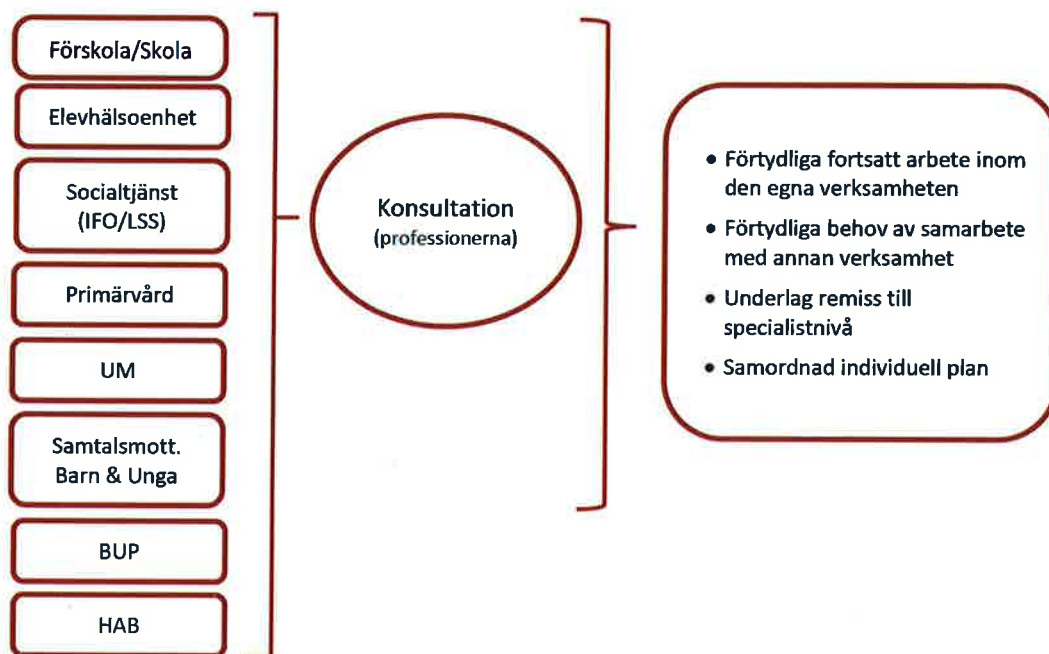 Förskola/Skola
Elevhälsoenhet
Socialtjänst
(IFO/LSS)
Primärvård
UM
Samtalsmott.
Barn & Unga
BUP
HAB
Konsultation
(professionerna)
• Förtydliga fortsatt arbete inom
den egna verksamheten
• Förtydliga behov av samarbete
med annan verksamhet
• Underlag remiss till
specialistnivå
• Samordnad individuell plan